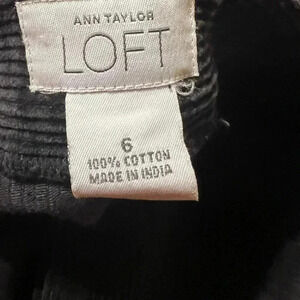 ANN TAYLOR
LOFT
6
100% COTTON
MADE IN INDIA